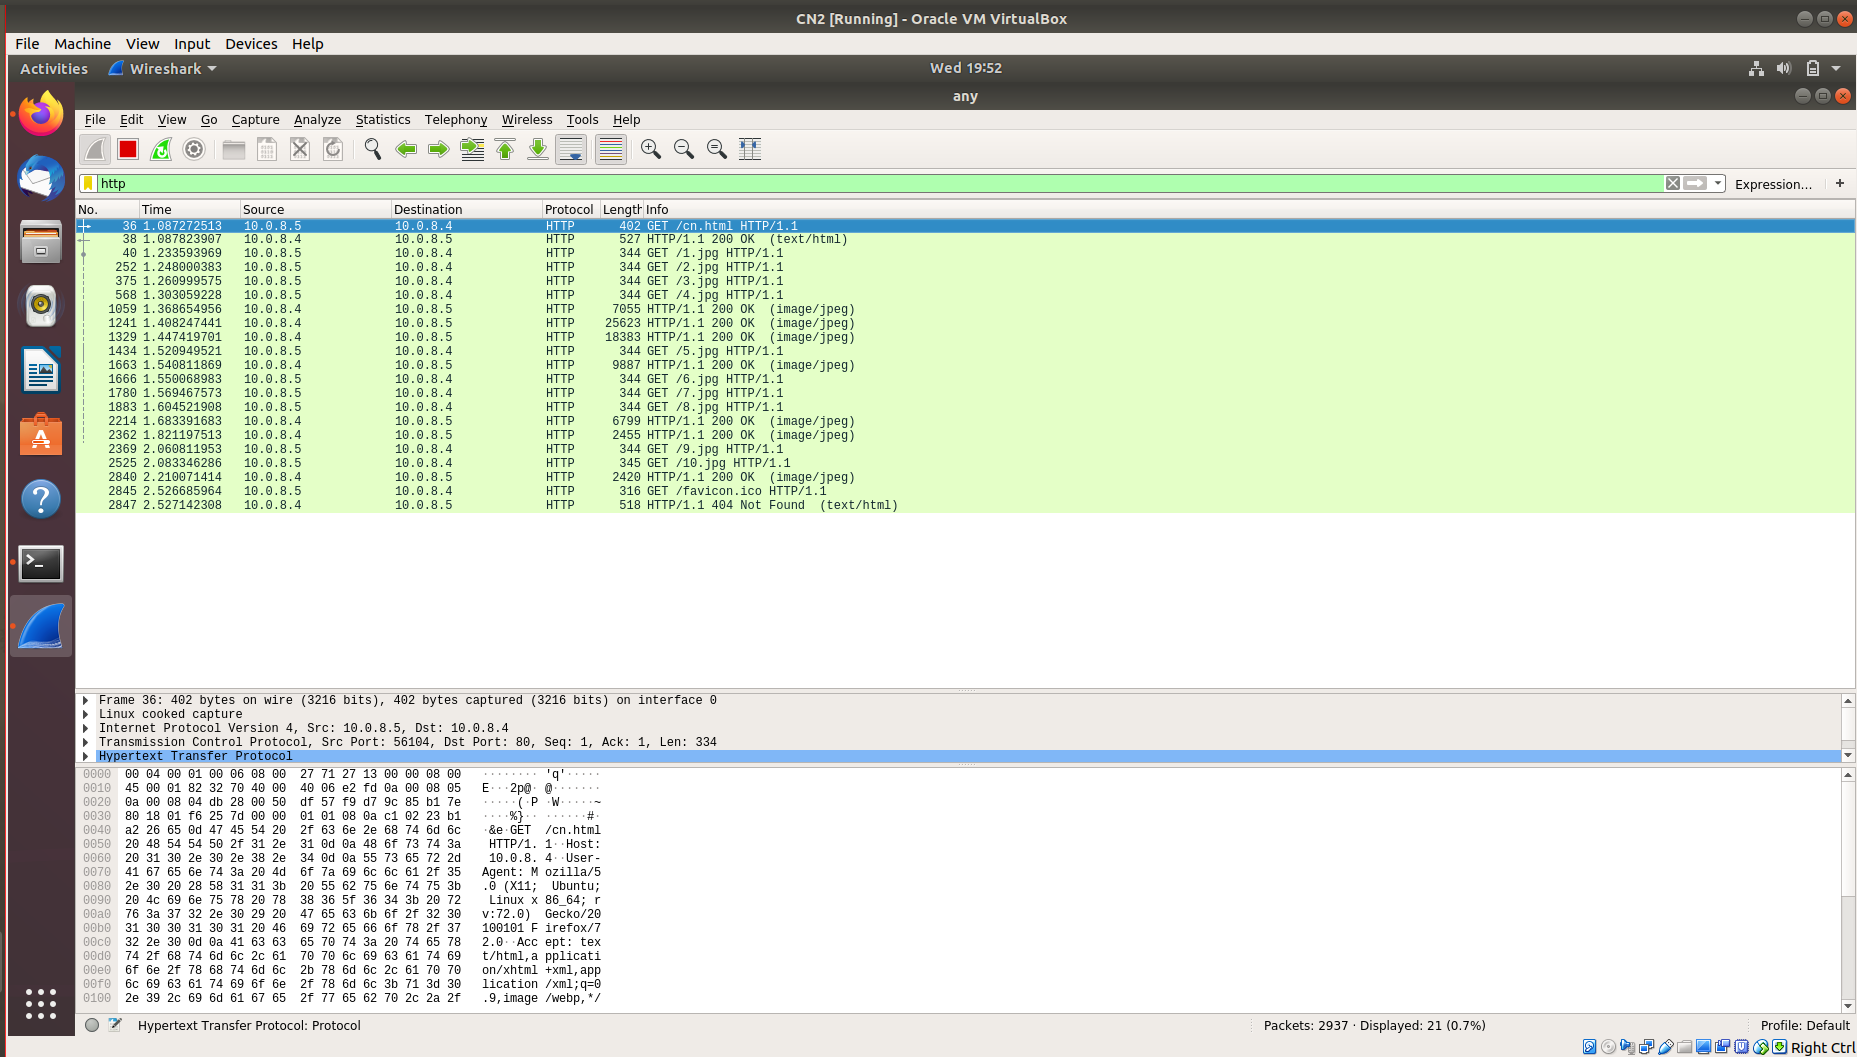 CN2 [Running] - Oracle VM VirtualBox
File Machine View Input Devices Help
Activities Wireshark Wed 19:52
any
File Edit View Go Capture Analyze Statistics Telephony Wireless Tools Help
http Expression... +
No. Time Source Destination Protocol Length Info
36 1.087272513 10.0.8.5 10.0.8.4 HTTP 402 GET /cn.html HTTP/1.1
38 1.087823907 10.0.8.4 10.0.8.5 HTTP 527 HTTP/1.1 200 OK (text/html)
40 1.233593969 10.0.8.5 10.0.8.4 HTTP 344 GET /1.jpg HTTP/1.1
252 1.248000383 10.0.8.5 10.0.8.4 HTTP 344 GET /2.jpg HTTP/1.1
375 1.260999575 10.0.8.5 10.0.8.4 HTTP 344 GET /3.jpg HTTP/1.1
568 1.303059228 10.0.8.5 10.0.8.4 HTTP 344 GET /4.jpg HTTP/1.1
1059 1.368654956 10.0.8.4 10.0.8.5 HTTP 7055 HTTP/1.1 200 OK (image/jpeg)
1241 1.408247441 10.0.8.4 10.0.8.5 HTTP 25623 HTTP/1.1 200 OK (image/jpeg)
1329 1.447419701 10.0.8.4 10.0.8.5 HTTP 18383 HTTP/1.1 200 OK (image/jpeg)
1434 1.520949521 10.0.8.5 10.0.8.4 HTTP 344 GET /5.jpg HTTP/1.1
1663 1.540811869 10.0.8.4 10.0.8.5 HTTP 9887 HTTP/1.1 200 OK (image/jpeg)
1666 1.550068983 10.0.8.5 10.0.8.4 HTTP 344 GET /6.jpg HTTP/1.1
1780 1.569467573 10.0.8.5 10.0.8.4 HTTP 344 GET /7.jpg HTTP/1.1
1883 1.604521908 10.0.8.5 10.0.8.4 HTTP 344 GET /8.jpg HTTP/1.1
2214 1.683391683 10.0.8.4 10.0.8.5 HTTP 6799 HTTP/1.1 200 OK (image/jpeg)
2362 1.821197513 10.0.8.4 10.0.8.5 HTTP 2455 HTTP/1.1 200 OK (image/jpeg)
2369 2.060811953 10.0.8.5 10.0.8.4 HTTP 344 GET /9.jpg HTTP/1.1
2525 2.083346286 10.0.8.5 10.0.8.4 HTTP 345 GET /10.jpg HTTP/1.1
2840 2.210071414 10.0.8.4 10.0.8.5 HTTP 2420 HTTP/1.1 200 OK (image/jpeg)
2845 2.526685964 10.0.8.5 10.0.8.4 HTTP 316 GET /favicon.ico HTTP/1.1
2847 2.527142308 10.0.8.4 10.0.8.5 HTTP 518 HTTP/1.1 404 Not Found (text/html)
Frame 36: 402 bytes on wire (3216 bits), 402 bytes captured (3216 bits) on interface 0
Linux cooked capture
Internet Protocol Version 4, Src: 10.0.8.5, Dst: 10.0.8.4
Transmission Control Protocol, Src Port: 56104, Dst Port: 80, Seq: 1, Ack: 1, Len: 334
Hypertext Transfer Protocol
0000 00 04 00 01 00 06 08 00 27 71 27 13 00 00 08 00 ········ 'q'·····
0010 45 00 01 82 32 70 40 00 40 06 e2 fd 0a 00 08 05 E···2p@· @·······
0020 0a 00 08 04 db 28 00 50 df 57 f9 d7 9c 85 b1 7e ·····(·P ·W·····~
0030 80 18 01 f6 25 7d 00 00 01 01 08 0a c1 02 23 b1 ····%}·· ······#·
0040 a2 26 65 0d 47 45 54 20 2f 63 6e 2e 68 74 6d 6c ·&e·GET /cn.html
0050 20 48 54 54 50 2f 31 2e 31 0d 0a 48 6f 73 74 3a HTTP/1. 1··Host:
0060 20 31 30 2e 30 2e 38 2e 34 0d 0a 55 73 65 72 2d 10.0.8. 4··User-
0070 41 67 65 6e 74 3a 20 4d 6f 7a 69 6c 6c 61 2f 35 Agent: M ozilla/5
0080 2e 30 20 28 58 31 31 3b 20 55 62 75 6e 74 75 3b .0 (X11; Ubuntu;
0090 20 4c 69 6e 75 78 20 78 38 36 5f 36 34 3b 20 72 Linux x 86_64; r
00a0 76 3a 37 32 2e 30 29 20 47 65 63 6b 6f 2f 32 30 v:72.0) Gecko/20
00b0 31 30 30 31 30 31 20 46 69 72 65 66 6f 78 2f 37 100101 F irefox/7
00c0 32 2e 30 0d 0a 41 63 63 65 70 74 3a 20 74 65 78 2.0··Acc ept: tex
00d0 74 2f 68 74 6d 6c 2c 61 70 70 6c 69 63 61 74 69 t/html,a pplicati
00e0 6f 6e 2f 78 68 74 6d 6c 2b 78 6d 6c 2c 61 70 70 on/xhtml +xml,app
00f0 6c 69 63 61 74 69 6f 6e 2f 78 6d 6c 3b 71 3d 30 lication /xml;q=0
0100 2e 39 2c 69 6d 61 67 65 2f 77 65 62 70 2c 2a 2f .9,image /webp,*/
Hypertext Transfer Protocol: Protocol Packets: 2937 · Displayed: 21 (0.7%) Profile: Default
Right Ctrl